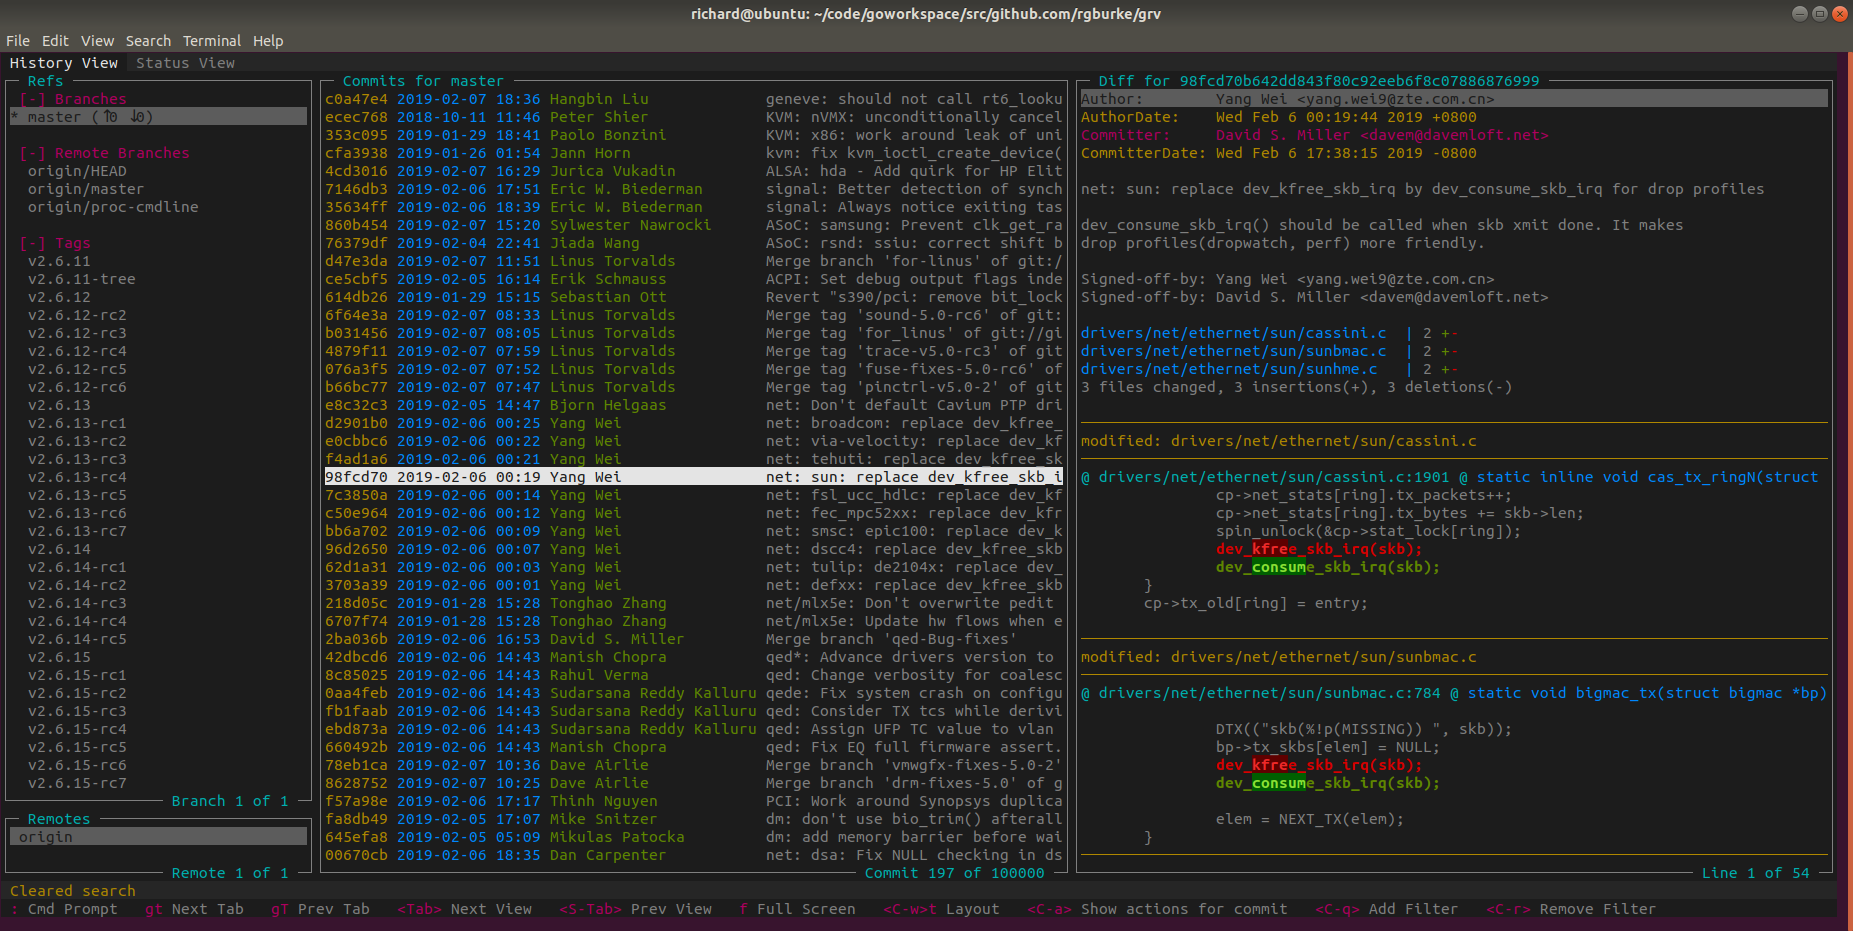 richard@ubuntu: ~/code/goworkspace/src/github.com/rgburke/grv
File Edit View Search Terminal Help
History View Status View
Refs
[-] Branches
* master (↑0 ↓0)
[-] Remote Branches
origin/HEAD
origin/master
origin/proc-cmdline
[-] Tags
v2.6.11
v2.6.11-tree
v2.6.12
v2.6.12-rc2
v2.6.12-rc3
v2.6.12-rc4
v2.6.12-rc5
v2.6.12-rc6
v2.6.13
v2.6.13-rc1
v2.6.13-rc2
v2.6.13-rc3
v2.6.13-rc4
v2.6.13-rc5
v2.6.13-rc6
v2.6.13-rc7
v2.6.14
v2.6.14-rc1
v2.6.14-rc2
v2.6.14-rc3
v2.6.14-rc4
v2.6.14-rc5
v2.6.15
v2.6.15-rc1
v2.6.15-rc2
v2.6.15-rc3
v2.6.15-rc4
v2.6.15-rc5
v2.6.15-rc6
v2.6.15-rc7
Branch 1 of 1
Remotes
origin
Remote 1 of 1
Commits for master
c0a47e4 2019-02-07 18:36 Hangbin Liu geneve: should not call rt6_looku
ecec768 2018-10-11 11:46 Peter Shier KVM: nVMX: unconditionally cancel
353c095 2019-01-29 18:41 Paolo Bonzini KVM: x86: work around leak of uni
cfa3938 2019-01-26 01:54 Jann Horn kvm: fix kvm_ioctl_create_device(
4cd3016 2019-02-07 16:29 Jurica Vukadin ALSA: hda - Add quirk for HP Elit
7146db3 2019-02-06 17:51 Eric W. Biederman signal: Better detection of synch
35634ff 2019-02-06 18:39 Eric W. Biederman signal: Always notice exiting tas
860b454 2019-02-07 15:20 Sylwester Nawrocki ASoC: samsung: Prevent clk_get_ra
76379df 2019-02-04 22:41 Jiada Wang ASoC: rsnd: ssiu: correct shift b
d47e3da 2019-02-07 11:51 Linus Torvalds Merge branch 'for-linus' of git:/
ce5cbf5 2019-02-05 16:14 Erik Schmauss ACPI: Set debug output flags inde
614db26 2019-01-29 15:15 Sebastian Ott Revert "s390/pci: remove bit_lock
6f64e3a 2019-02-07 08:33 Linus Torvalds Merge tag 'sound-5.0-rc6' of git:
b031456 2019-02-07 08:05 Linus Torvalds Merge tag 'for_linus' of git://gi
4879f11 2019-02-07 07:59 Linus Torvalds Merge tag 'trace-v5.0-rc3' of git
076a3f5 2019-02-07 07:52 Linus Torvalds Merge tag 'fuse-fixes-5.0-rc6' of
b66bc77 2019-02-07 07:47 Linus Torvalds Merge tag 'pinctrl-v5.0-2' of git
e8c32c3 2019-02-05 14:47 Bjorn Helgaas net: Don't default Cavium PTP dri
d2901b0 2019-02-06 00:25 Yang Wei net: broadcom: replace dev_kfree_
e0cbbc6 2019-02-06 00:22 Yang Wei net: via-velocity: replace dev_kf
f4ad1a6 2019-02-06 00:21 Yang Wei net: tehuti: replace dev_kfree_sk
98fcd70 2019-02-06 00:19 Yang Wei net: sun: replace dev_kfree_skb_i
7c3850a 2019-02-06 00:14 Yang Wei net: fsl_ucc_hdlc: replace dev_kf
c50e964 2019-02-06 00:12 Yang Wei net: fec_mpc52xx: replace dev_kfr
bb6a702 2019-02-06 00:09 Yang Wei net: smsc: epic100: replace dev_k
96d2650 2019-02-06 00:07 Yang Wei net: dscc4: replace dev_kfree_skb
62d1a31 2019-02-06 00:03 Yang Wei net: tulip: de2104x: replace dev_
3703a39 2019-02-06 00:01 Yang Wei net: defxx: replace dev_kfree_skb
218d05c 2019-01-28 15:28 Tonghao Zhang net/mlx5e: Don't overwrite pedit
6707f74 2019-01-28 15:28 Tonghao Zhang net/mlx5e: Update hw flows when e
2ba036b 2019-02-06 16:53 David S. Miller Merge branch 'qed-Bug-fixes'
42dbcd6 2019-02-06 14:43 Manish Chopra qed*: Advance drivers version to
8c85025 2019-02-06 14:43 Rahul Verma qed: Change verbosity for coalesc
0aa4feb 2019-02-06 14:43 Sudarsana Reddy Kalluru qede: Fix system crash on configu
fb1faab 2019-02-06 14:43 Sudarsana Reddy Kalluru qed: Consider TX tcs while derivi
ebd873a 2019-02-06 14:43 Sudarsana Reddy Kalluru qed: Assign UFP TC value to vlan
660492b 2019-02-06 14:43 Manish Chopra qed: Fix EQ full firmware assert.
78eb1ca 2019-02-07 10:36 Dave Airlie Merge branch 'vmwgfx-fixes-5.0-2'
8628752 2019-02-07 10:25 Dave Airlie Merge branch 'drm-fixes-5.0' of g
f57a98e 2019-02-06 17:17 Thinh Nguyen PCI: Work around Synopsys duplica
fa8db49 2019-02-05 17:07 Mike Snitzer dm: don't use bio_trim() afterall
645efa8 2019-02-05 05:09 Mikulas Patocka dm: add memory barrier before wai
00670cb 2019-02-06 18:35 Dan Carpenter net: dsa: Fix NULL checking in ds
Commit 197 of 100000
Diff for 98fcd70b642dd843f80c92eeb6f8c07886876999
Author: Yang Wei <yang.wei9@zte.com.cn>
AuthorDate: Wed Feb 6 00:19:44 2019 +0800
Committer: David S. Miller <davem@davemloft.net>
CommitterDate: Wed Feb 6 17:38:15 2019 -0800
net: sun: replace dev_kfree_skb_irq by dev_consume_skb_irq for drop profiles
dev_consume_skb_irq() should be called when skb xmit done. It makes
drop profiles(dropwatch, perf) more friendly.
Signed-off-by: Yang Wei <yang.wei9@zte.com.cn>
Signed-off-by: David S. Miller <davem@davemloft.net>
drivers/net/ethernet/sun/cassini.c | 2 +-
drivers/net/ethernet/sun/sunbmac.c | 2 +-
drivers/net/ethernet/sun/sunhme.c | 2 +-
3 files changed, 3 insertions(+), 3 deletions(-)
modified: drivers/net/ethernet/sun/cassini.c
@ drivers/net/ethernet/sun/cassini.c:1901 @ static inline void cas_tx_ringN(struct
cp->net_stats[ring].tx_packets++;
cp->net_stats[ring].tx_bytes += skb->len;
spin_unlock(&cp->stat_lock[ring]);
dev_kfree_skb_irq(skb);
dev_consume_skb_irq(skb);
}
cp->tx_old[ring] = entry;
modified: drivers/net/ethernet/sun/sunbmac.c
@ drivers/net/ethernet/sun/sunbmac.c:784 @ static void bigmac_tx(struct bigmac *bp)
DTX(("skb(%!p(MISSING)) ", skb));
bp->tx_skbs[elem] = NULL;
dev_kfree_skb_irq(skb);
dev_consume_skb_irq(skb);
elem = NEXT_TX(elem);
}
Line 1 of 54
Cleared search
: Cmd Prompt gt Next Tab gT Prev Tab <Tab> Next View <S-Tab> Prev View f Full Screen <C-w>t Layout <C-a> Show actions for commit <C-q> Add Filter <C-r> Remove Filter